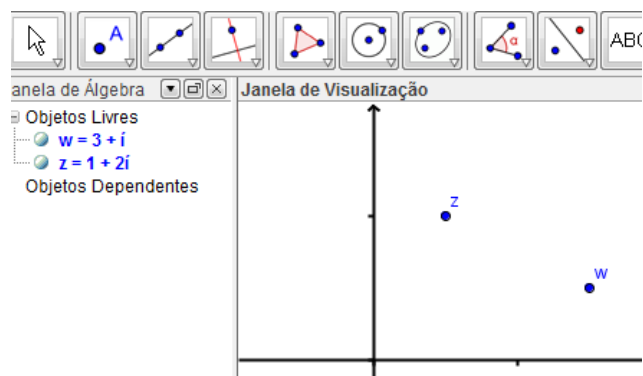 A
α
ABC
anela de Álgebra
Janela de Visualização
Objetos Livres
w = 3 + í
z = 1 + 2í
Objetos Dependentes
z
w